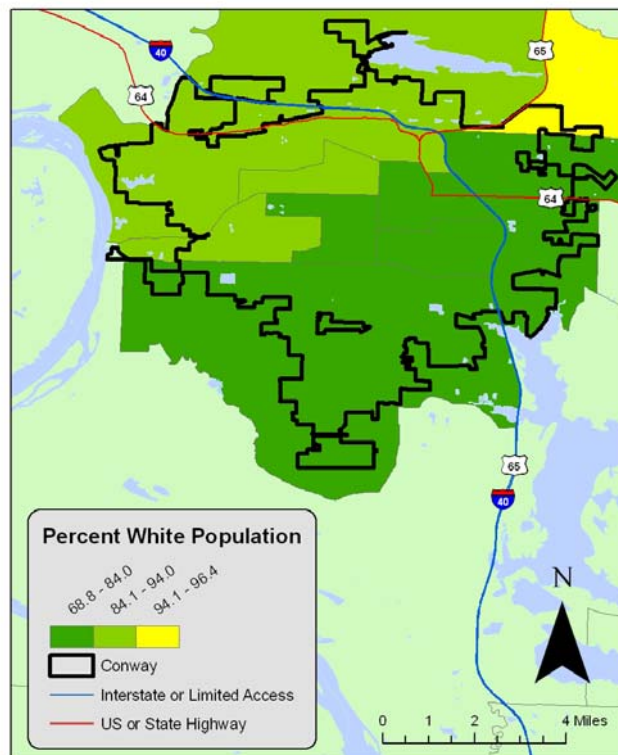 40
65
64
64
65
40
Percent White Population
68.8 - 84.0
84.1 - 94.0
94.1 - 96.4
Conway
Interstate or Limited Access
US or State Highway
N
0 1 2 4 Miles